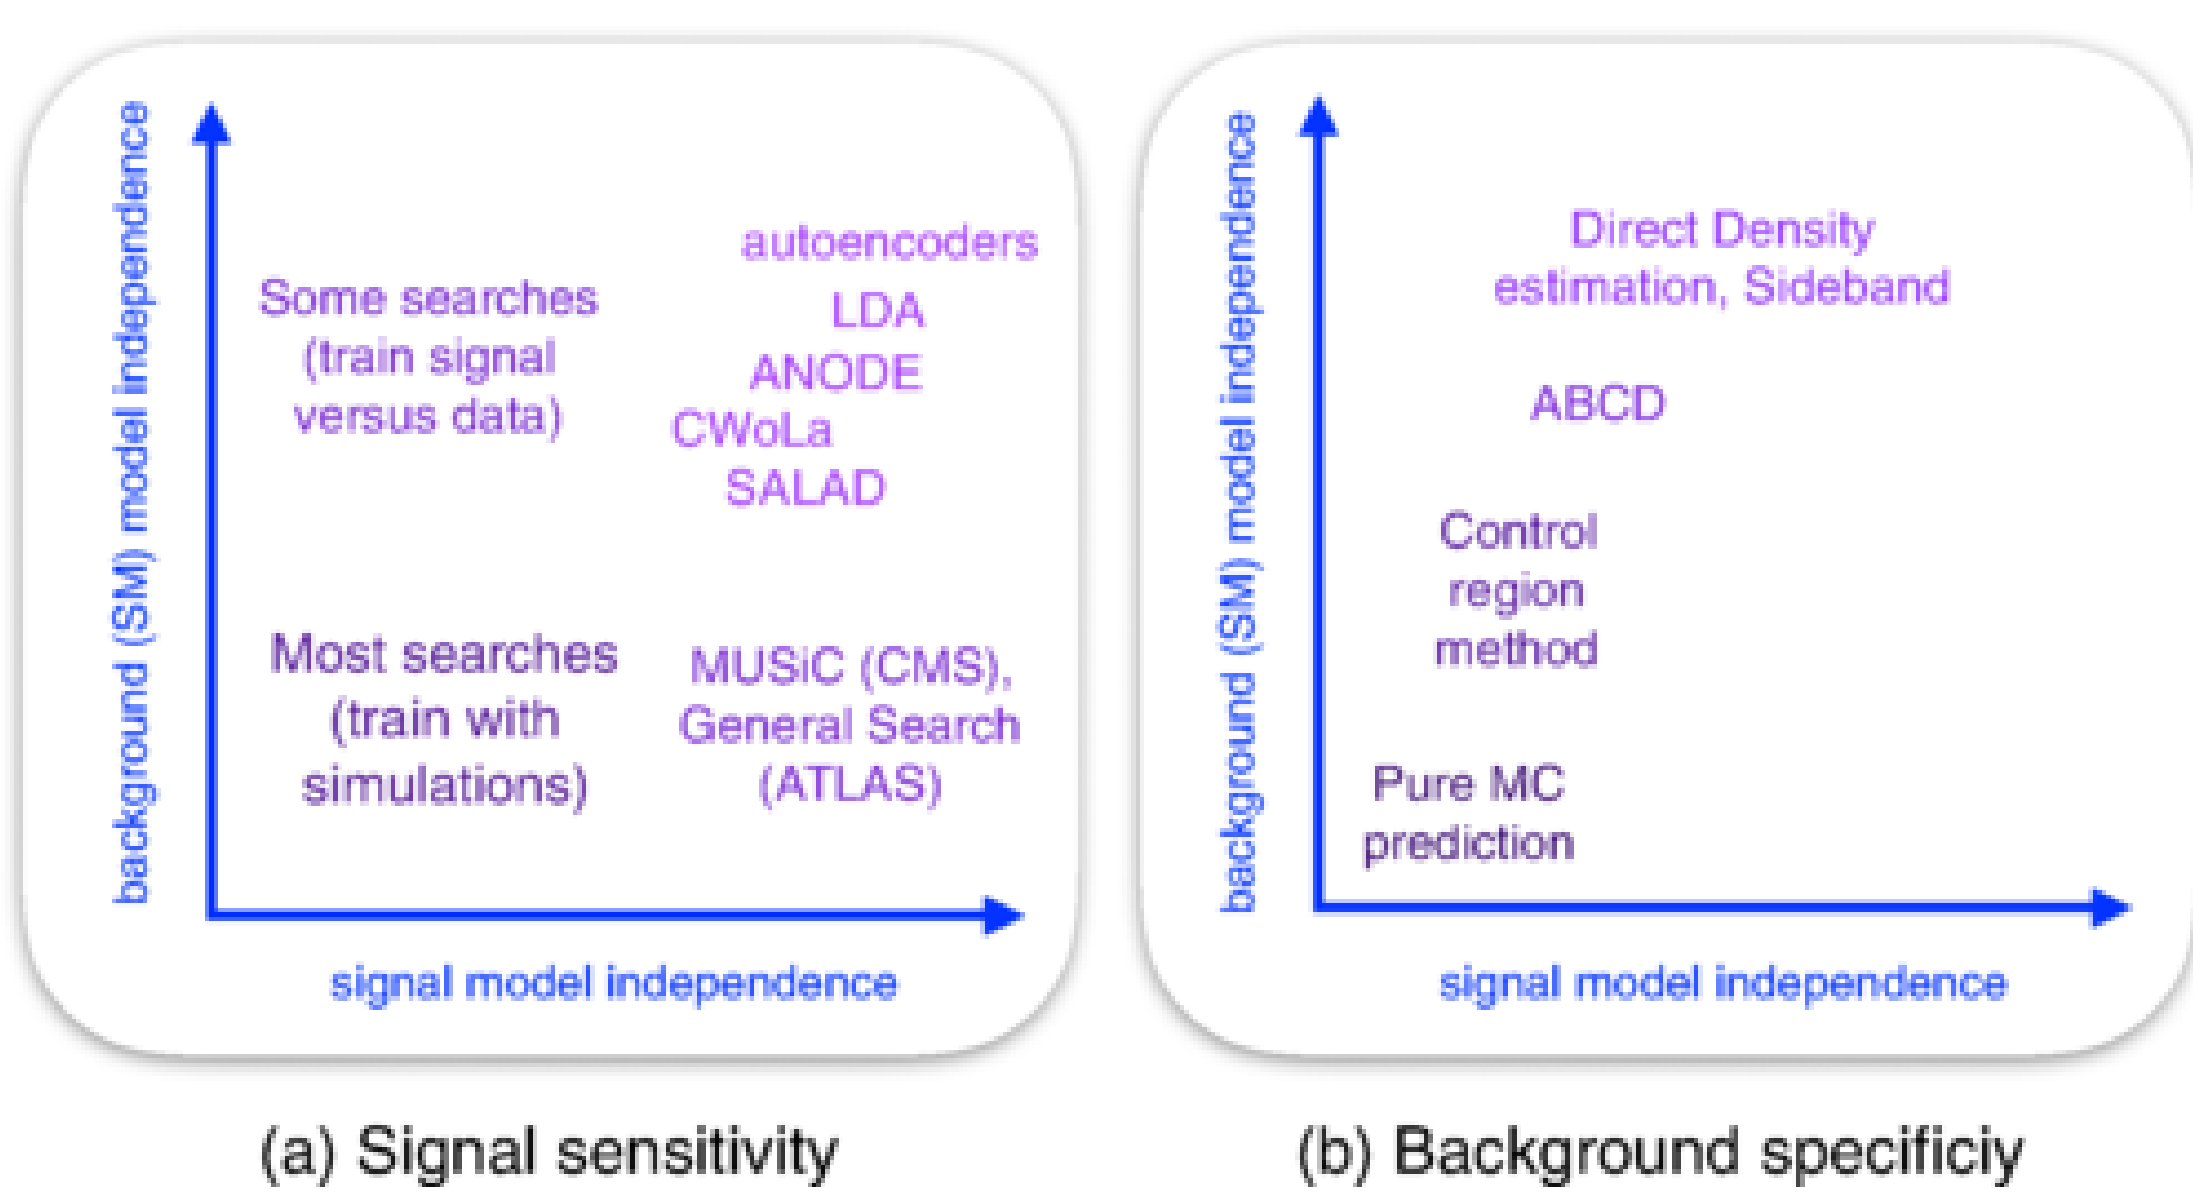 background (SM) model independence
Some searches
(train signal
versus data)
autoencoders
LDA
ANODE
CWoLa
SALAD
Most searches
(train with
simulations)
MUSiC (CMS),
General Search
(ATLAS)
signal model independence
(a) Signal sensitivity
background (SM) model independence
Direct Density
estimation, Sideband
ABCD
Control
region
method
Pure MC
prediction
signal model independence
(b) Background specificiy